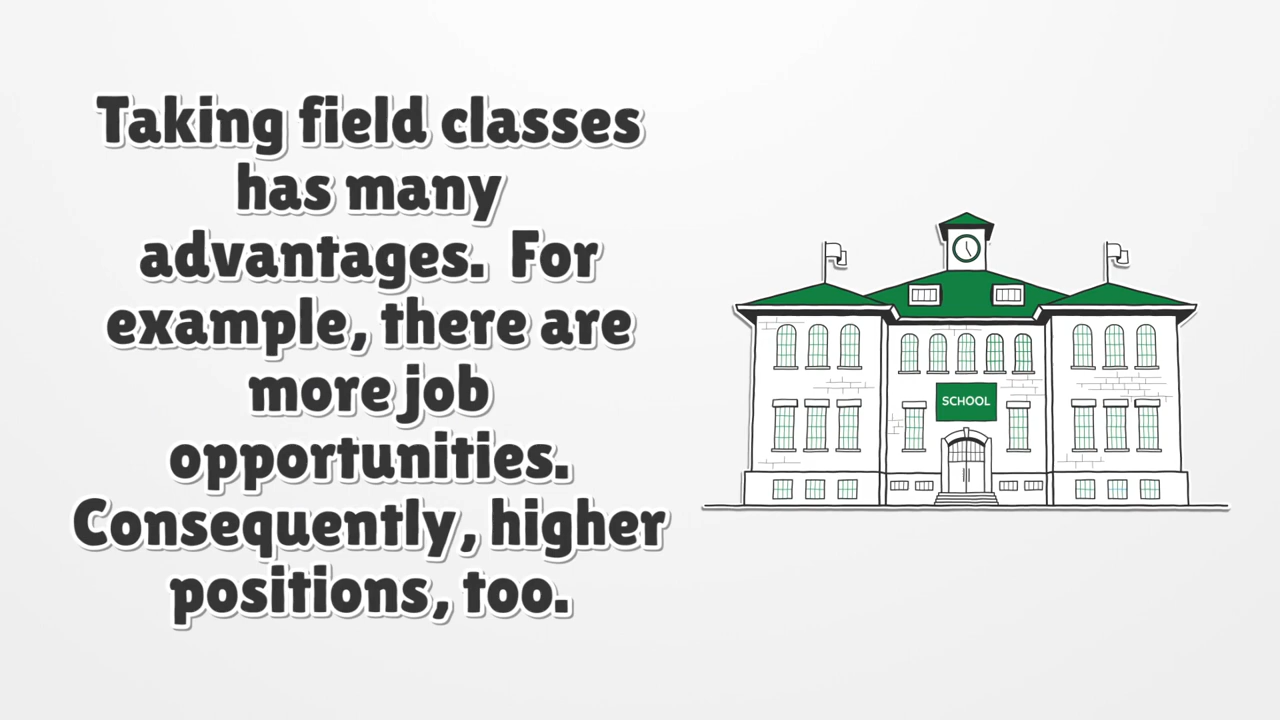 Taking field classes
has many
advantages.  For
example, there are
more job
opportunities.
Consequently, higher
positions, too.
SCHOOL